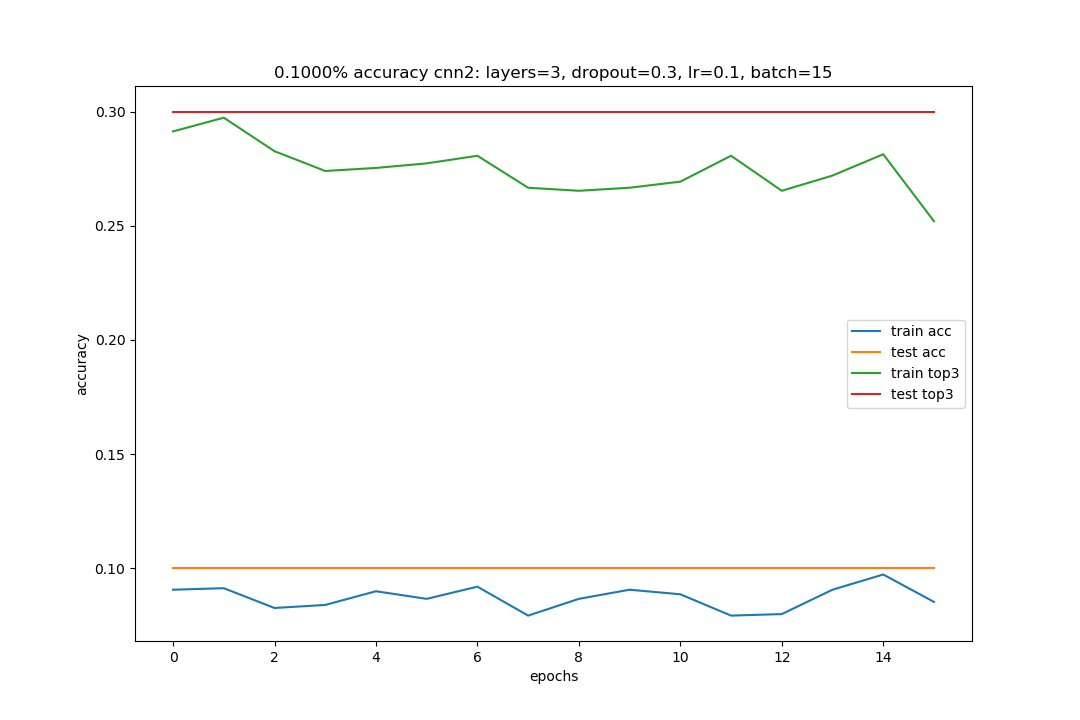 0.1000% accuracy cnn2: layers=3, dropout=0.3, lr=0.1, batch=15
0.30
0.25
0.20
0.15
0.10
accuracy
train acc
test acc
train top3
test top3
0 2 4 6 8 10 12 14
epochs